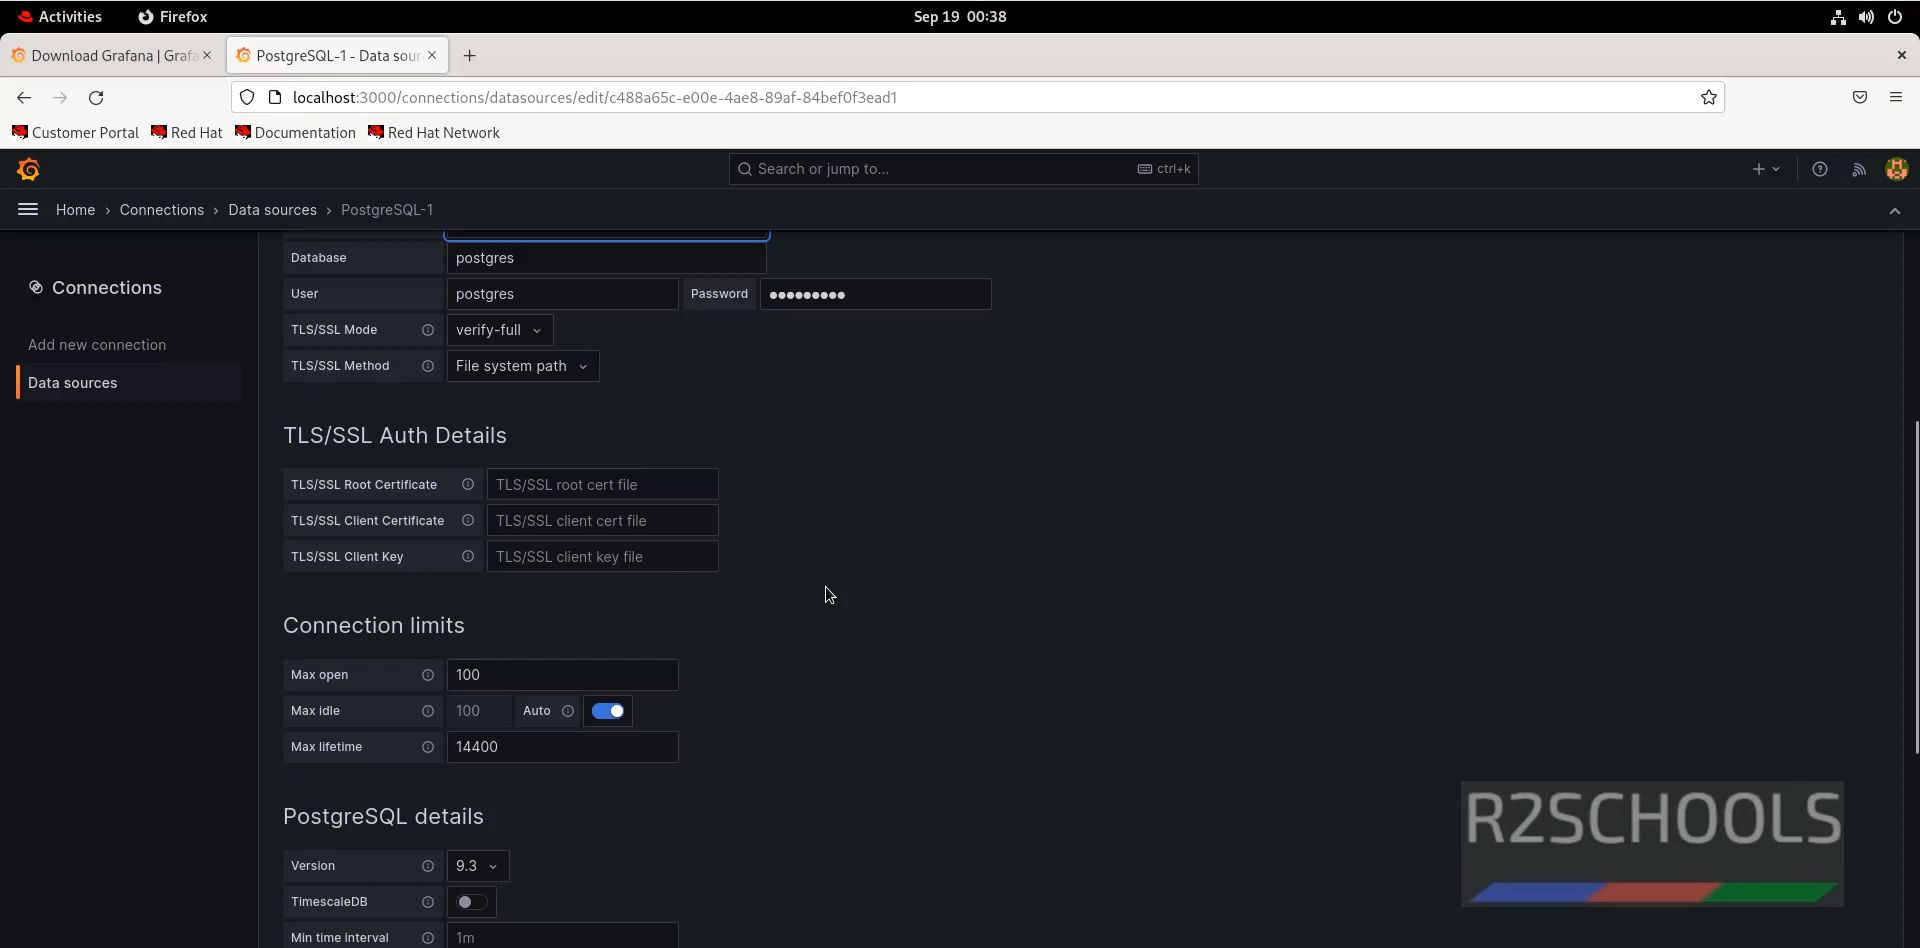 Activities Firefox Sep 19 00:38
Download Grafana | Grafa PostgreSQL-1 - Data sour
localhost:3000/connections/datasources/edit/c488a65c-e00e-4ae8-89af-84bef0f3ead1
Customer Portal Red Hat Documentation Red Hat Network
Search or jump to... ctrl+k
Home › Connections › Data sources › PostgreSQL-1
Connections
Add new connection
Data sources
Database postgres
User postgres Password •••••••••
TLS/SSL Mode verify-full
TLS/SSL Method File system path
TLS/SSL Auth Details
TLS/SSL Root Certificate TLS/SSL root cert file
TLS/SSL Client Certificate TLS/SSL client cert file
TLS/SSL Client Key TLS/SSL client key file
Connection limits
Max open 100
Max idle 100 Auto
Max lifetime 14400
PostgreSQL details
Version 9.3
TimescaleDB
Min time interval 1m
R2SCHOOLS